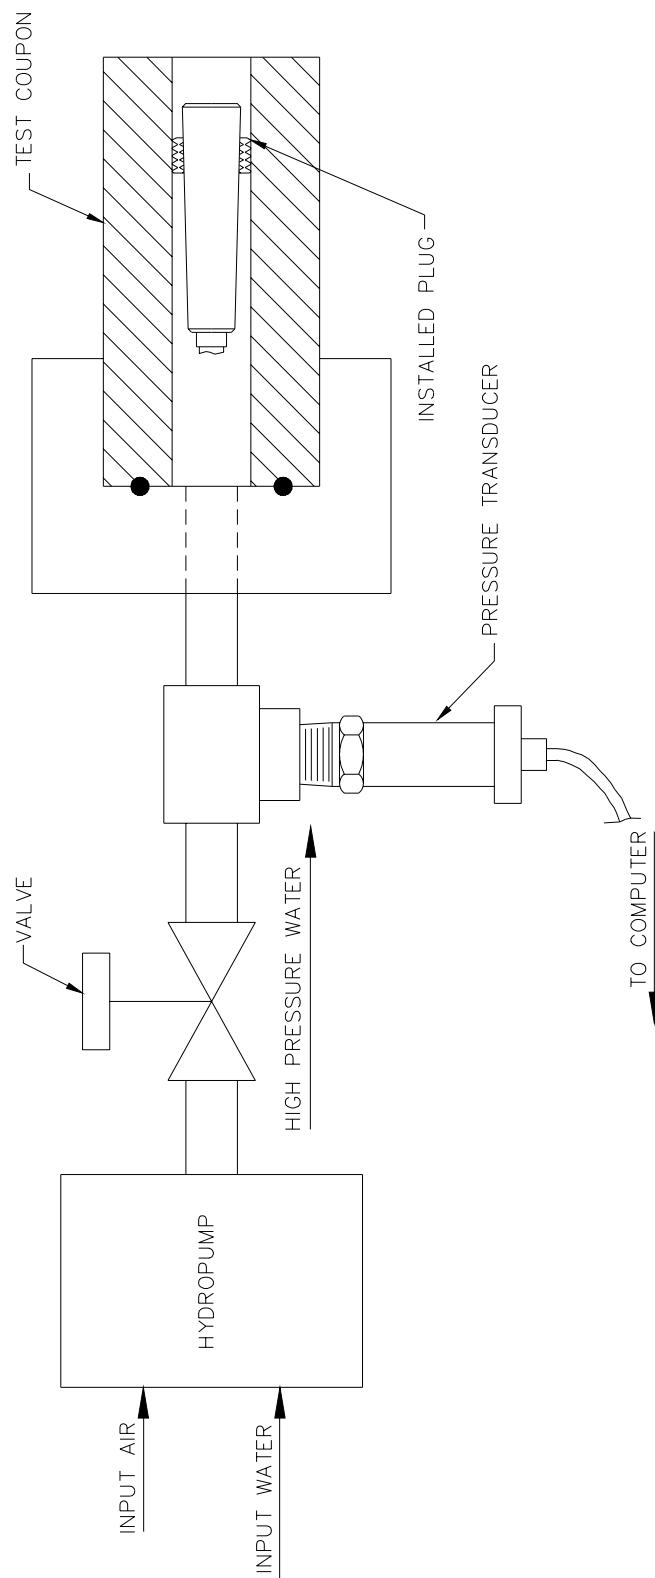 TEST COUPON
INSTALLED PLUG
PRESSURE TRANSDUCER
VALVE
HIGH PRESSURE WATER
TO COMPUTER
HYDROPUMP
INPUT AIR
INPUT WATER